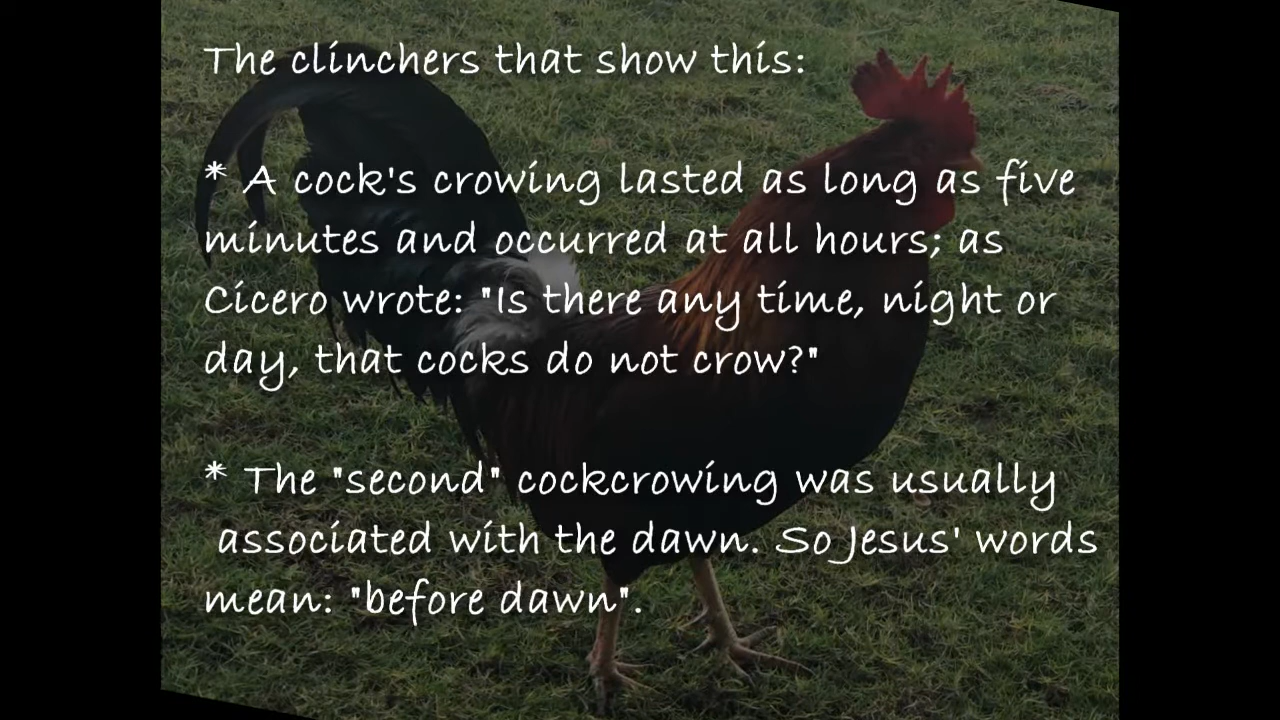 The clinchers that show this:
* A cock's crowing lasted as long as five
minutes and occurred at all hours; as
Cicero wrote: "Is there any time, night or
day, that cocks do not crow?"
* The "second" cockcrowing was usually
associated with the dawn. So Jesus' words
mean: "before dawn".